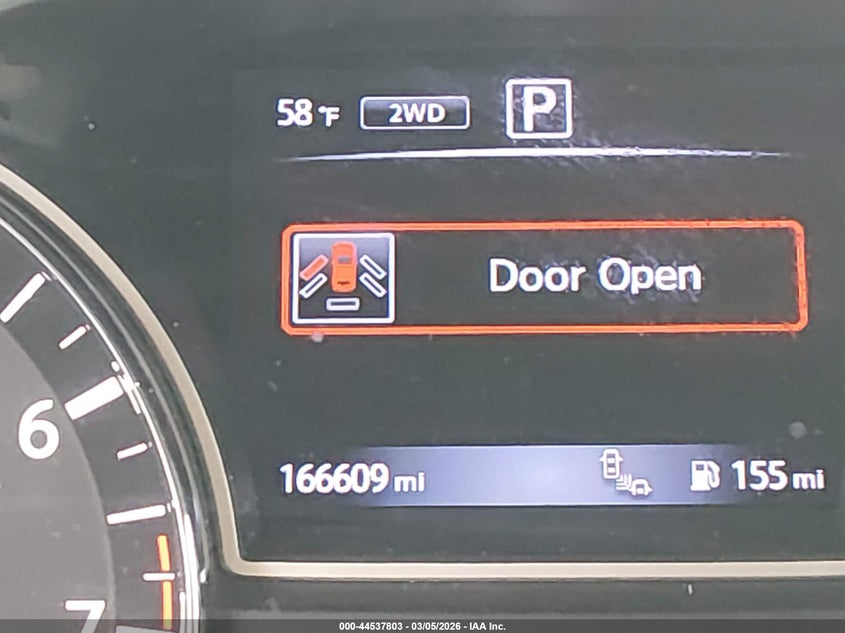 58 °F 2WD P
Door Open
6
166609 mi 155 mi
7
000-44537803 - 03/05/2026 - IAA Inc.